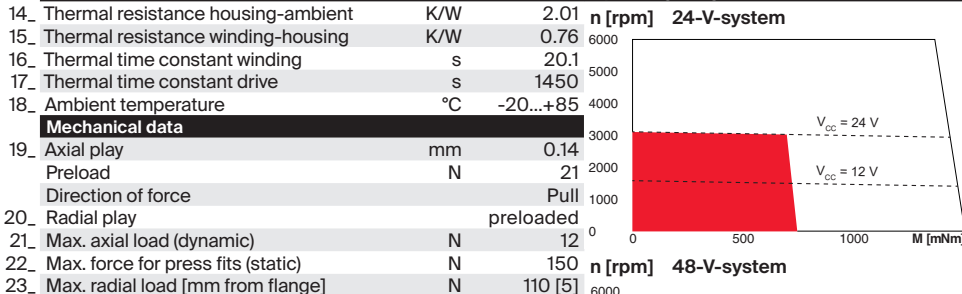 14_ Thermal resistance housing-ambient K/W 2.01
15_ Thermal resistance winding-housing K/W 0.76
16_ Thermal time constant winding s 20.1
17_ Thermal time constant drive s 1450
18_ Ambient temperature °C -20...+85
Mechanical data
19_ Axial play mm 0.14
Preload N 21
Direction of force Pull
20_ Radial play preloaded
21_ Max. axial load (dynamic) N 12
22_ Max. force for press fits (static) N 150
23_ Max. radial load [mm from flange] N 110 [5]
n [rpm] 24-V-system
6000
5000
4000
3000
2000
1000
0
V_cc = 24 V
V_cc = 12 V
0 500 1000 M [mNm]
n [rpm] 48-V-system
6000